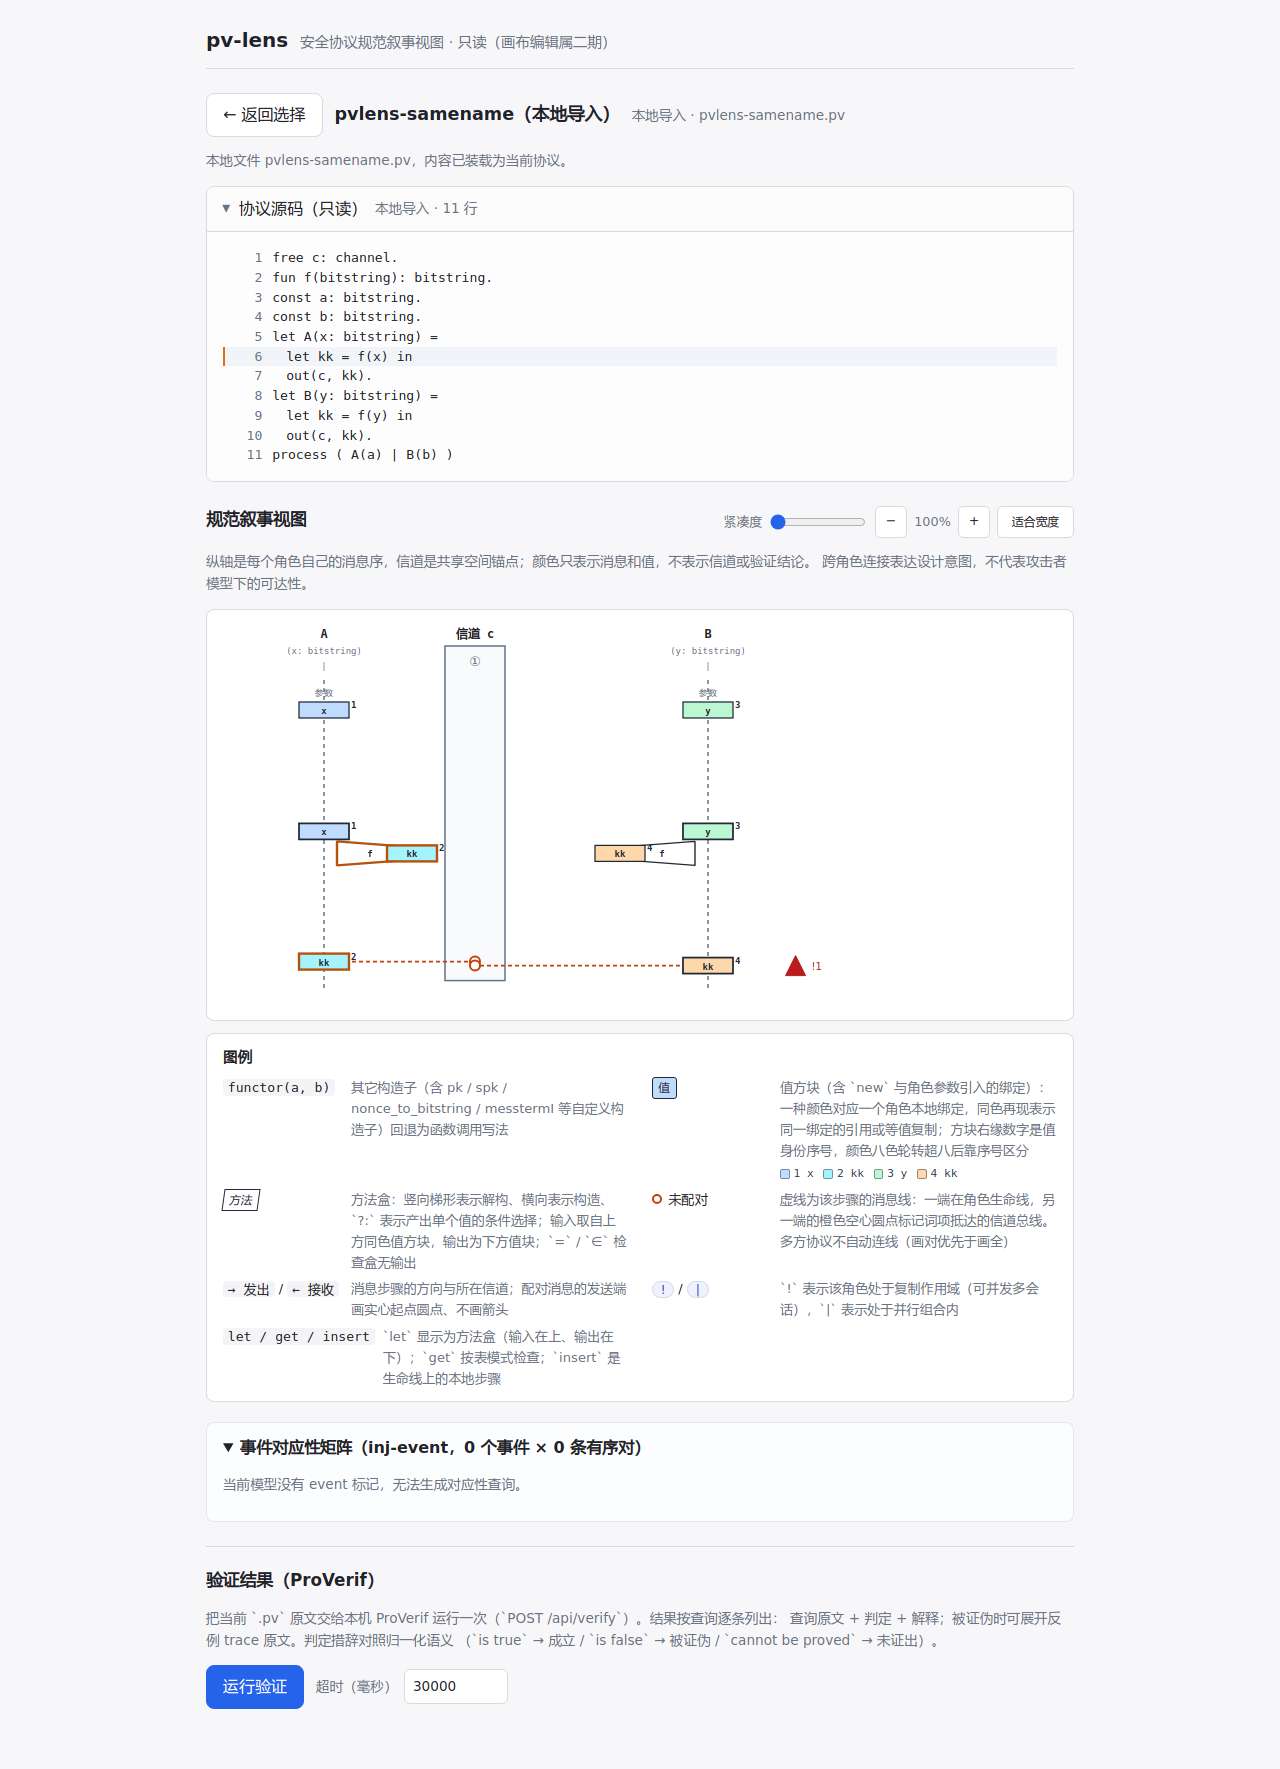 pv-lens 安全协议规范叙事视图 · 只读（画布编辑属二期）
← 返回选择 pvlens-samename（本地导入） 本地导入 · pvlens-samename.pv
本地文件 pvlens-samename.pv，内容已装载为当前协议。
▼ 协议源码（只读） 本地导入 · 11 行
1 free c: channel.
2 fun f(bitstring): bitstring.
3 const a: bitstring.
4 const b: bitstring.
5 let A(x: bitstring) =
6 let kk = f(x) in
7 out(c, kk).
8 let B(y: bitstring) =
9 let kk = f(y) in
10 out(c, kk).
11 process ( A(a) | B(b) )
规范叙事视图 紧凑度 − 100% + 适合宽度
纵轴是每个角色自己的消息序，信道是共享空间锚点；颜色只表示消息和值，不表示信道或验证结论。 跨角色连接表达设计意图，不代表攻击者
模型下的可达性。
A 信道 c B
(x: bitstring) (y: bitstring)
| ① |
参数 参数
x 1 y 3
x 1 y 3
f kk 2 kk 4 f
kk 2 kk 4 !1
图例
functor(a, b) 其它构造子（含 pk / spk /
nonce_to_bitstring / messtermI 等自定义构
造子）回退为函数调用写法
值 值方块（含 `new` 与角色参数引入的绑定）：
一种颜色对应一个角色本地绑定，同色再现表示
同一绑定的引用或等值复制；方块右缘数字是值
身份序号，颜色八色轮转超八后靠序号区分
1 x 2 kk 3 y 4 kk
方法 方法盒：竖向梯形表示解构、横向表示构造、
`?:` 表示产出单个值的条件选择；输入取自上
方同色值方块，输出为下方值块；`=` / `∈` 检
查盒无输出
未配对 虚线为该步骤的消息线：一端在角色生命线，另
一端的橙色空心圆点标记词项抵达的信道总线。
多方协议不自动连线（画对优先于画全）
→ 发出 / ← 接收 消息步骤的方向与所在信道；配对消息的发送端
画实心起点圆点、不画箭头
! / | `!` 表示该角色处于复制作用域（可并发多会
话），`|` 表示处于并行组合内
let / get / insert `let` 显示为方法盒（输入在上、输出在
下）；`get` 按表模式检查；`insert` 是
生命线上的本地步骤
▼ 事件对应性矩阵（inj-event，0 个事件 × 0 条有序对）
当前模型没有 event 标记，无法生成对应性查询。
验证结果（ProVerif）
把当前 `.pv` 原文交给本机 ProVerif 运行一次（`POST /api/verify`）。结果按查询逐条列出： 查询原文 + 判定 + 解释；被证伪时可展开反
例 trace 原文。判定措辞对照归一化语义 （`is true` → 成立 / `is false` → 被证伪 / `cannot be proved` → 未证出）。
运行验证 超时（毫秒） 30000